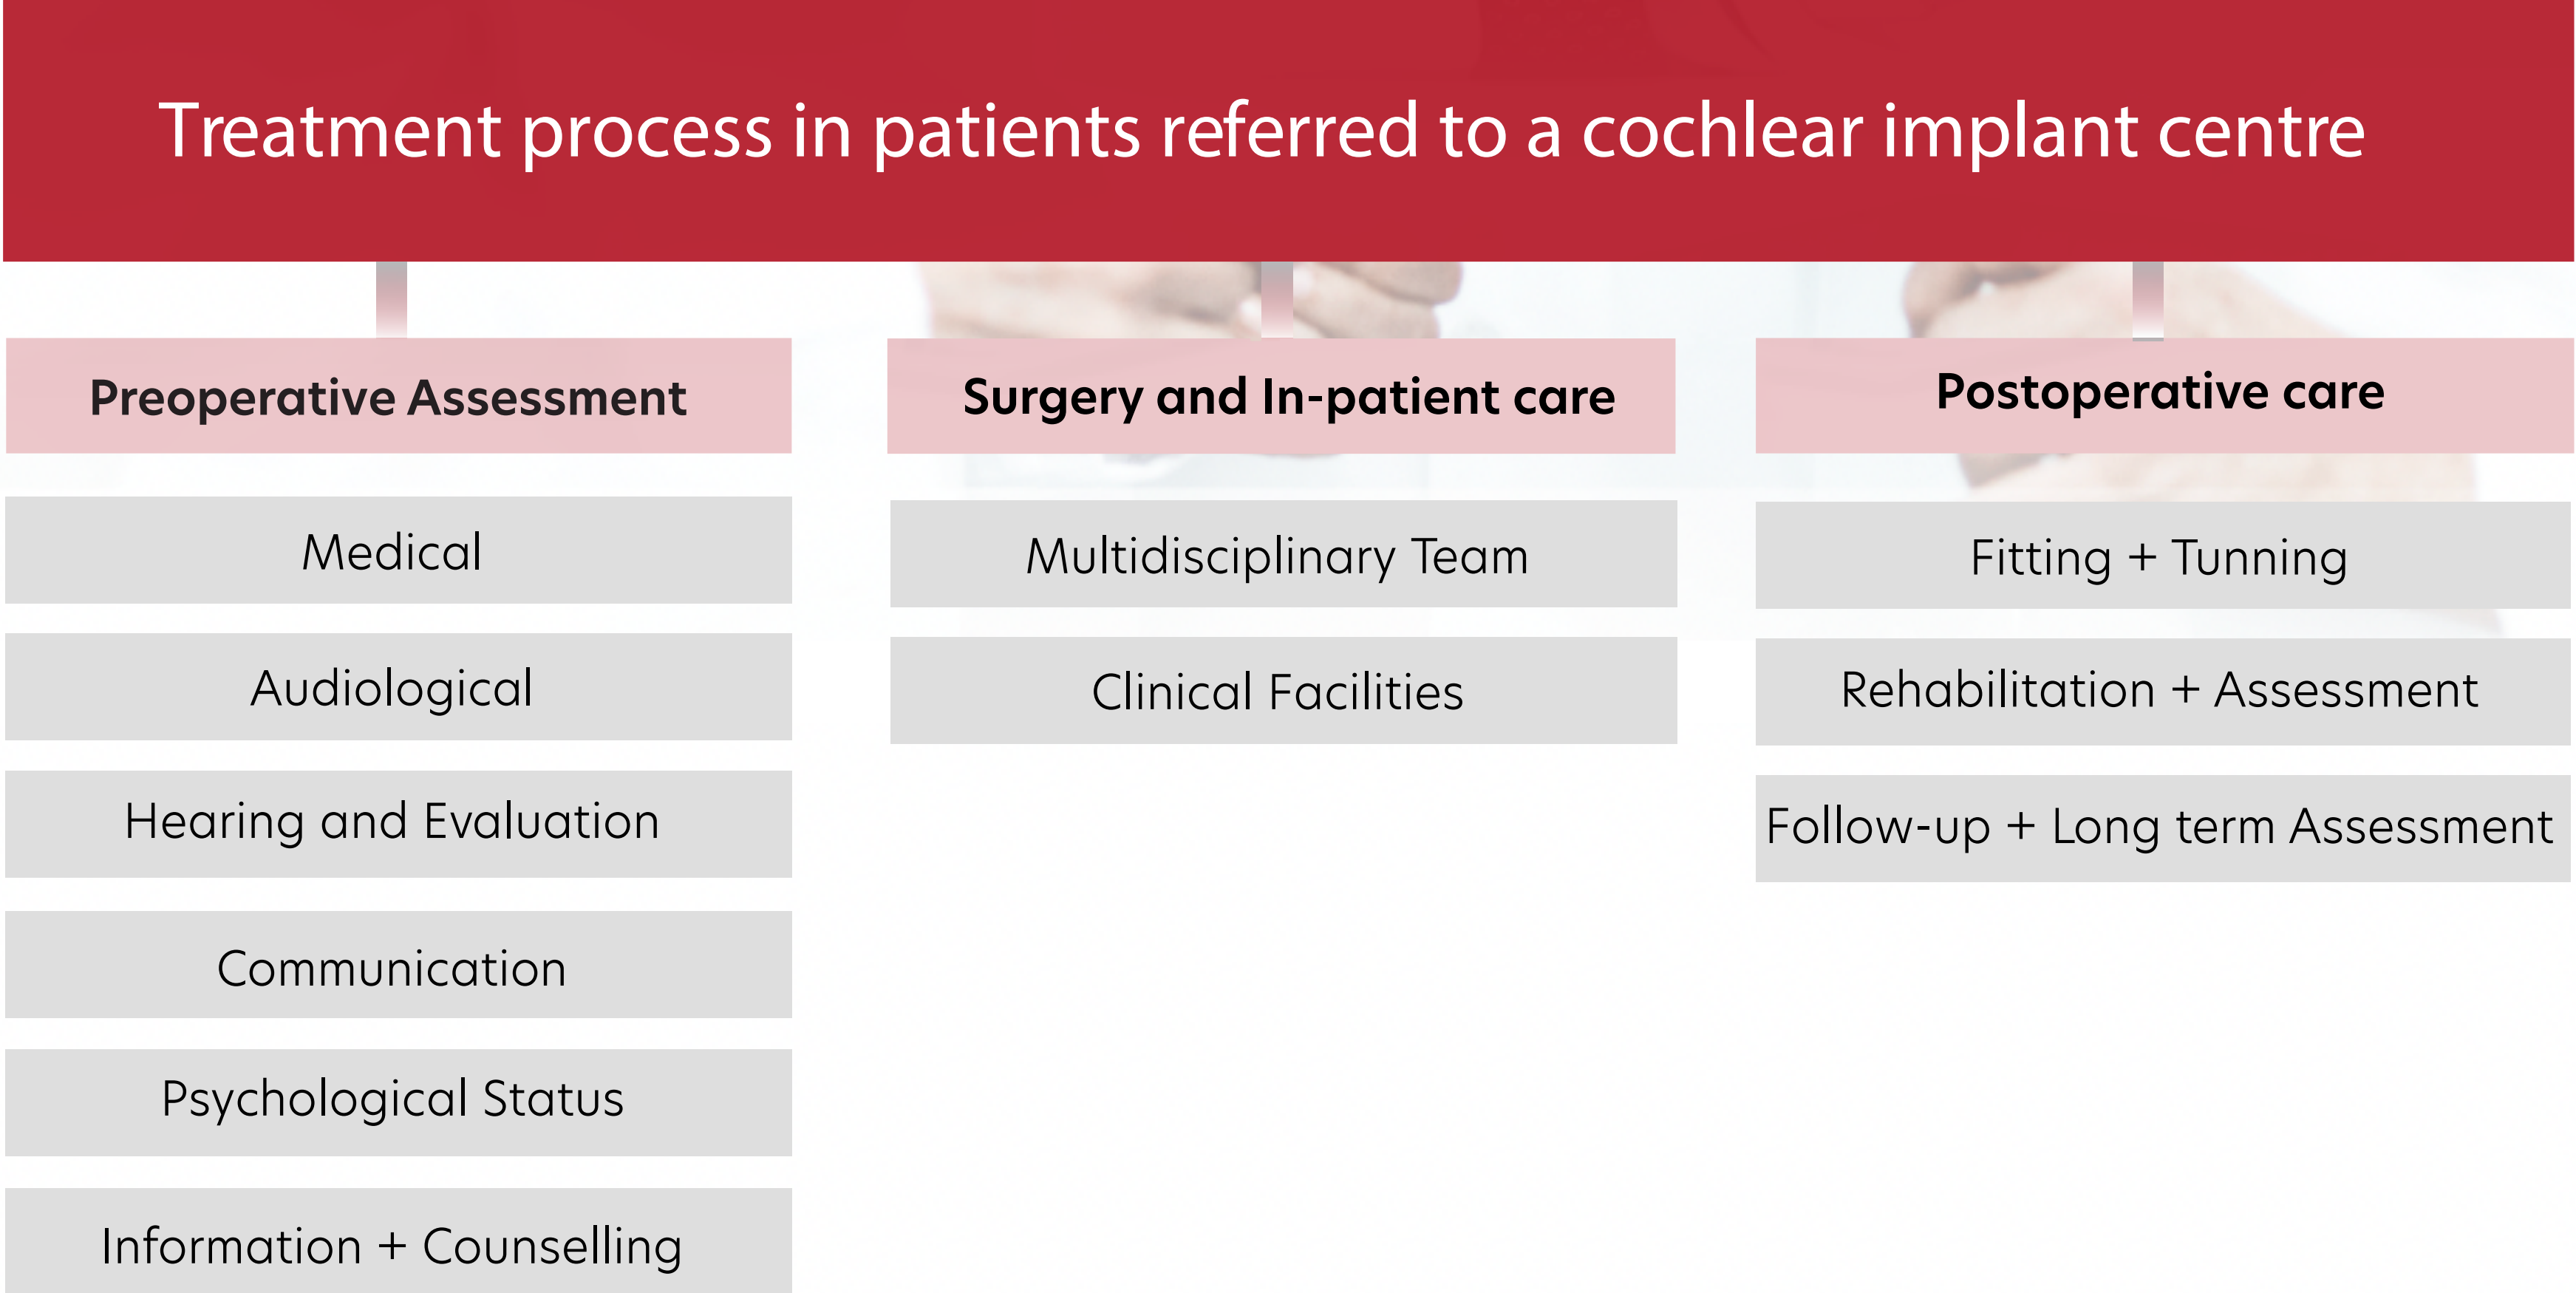 Treatment process in patients referred to a cochlear implant centre
Preoperative Assessment
Medical
Audiological
Hearing and Evaluation
Communication
Psychological Status
Information + Counselling
Surgery and In-patient care
Multidisciplinary Team
Clinical Facilities
Postoperative care
Fitting + Tunning
Rehabilitation + Assessment
Follow-up + Long term Assessment